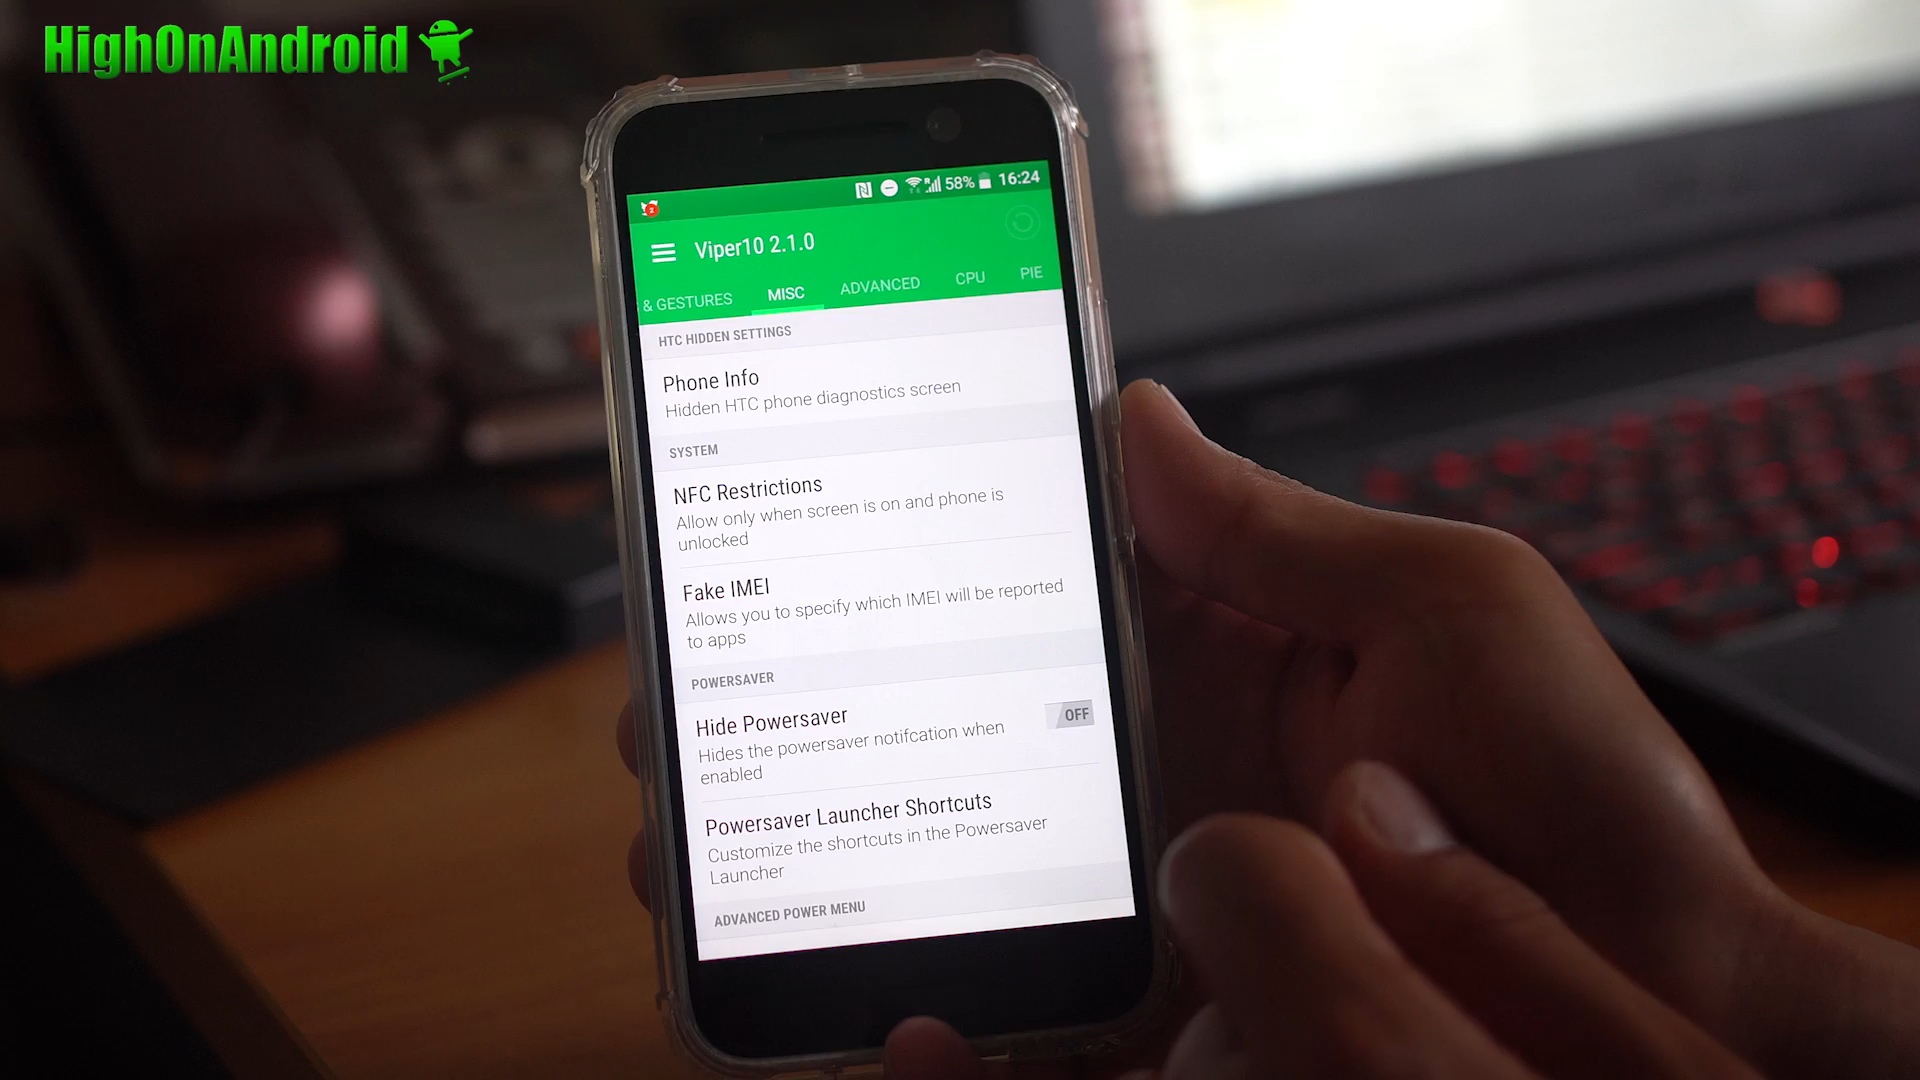 HighOnAndroid
58% 16:24
Viper10 2.1.0
& GESTURES MISC ADVANCED CPU PIE
HTC HIDDEN SETTINGS
Phone Info
Hidden HTC phone diagnostics screen
SYSTEM
NFC Restrictions
Allow only when screen is on and phone is
unlocked
Fake IMEI
Allows you to specify which IMEI will be reported
to apps
POWERSAVER
Hide Powersaver
OFF
Hides the powersaver notifcation when
enabled
Powersaver Launcher Shortcuts
Customize the shortcuts in the Powersaver
Launcher
ADVANCED POWER MENU